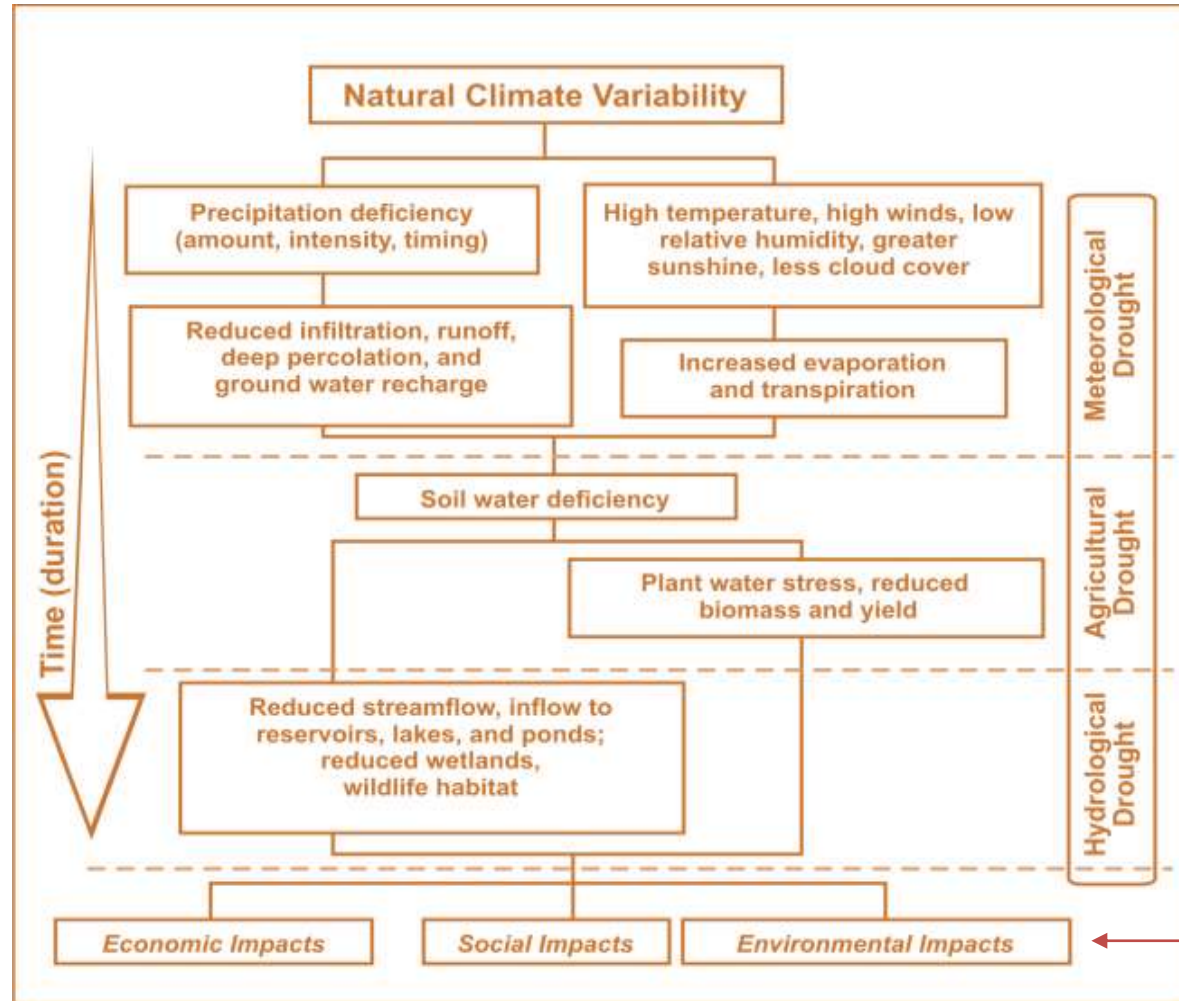 Natural Climate Variability
Precipitation deficiency
(amount, intensity, timing)
High temperature, high winds, low
relative humidity, greater
sunshine, less cloud cover
Reduced infiltration, runoff,
deep percolation, and
ground water recharge
Increased evaporation
and transpiration
Meteorological
Drought
Time (duration)
Soil water deficiency
Plant water stress, reduced
biomass and yield
Agricultural
Drought
Reduced streamflow, inflow to
reservoirs, lakes, and ponds;
reduced wetlands,
wildlife habitat
Hydrological
Drought
Economic Impacts
Social Impacts
Environmental Impacts